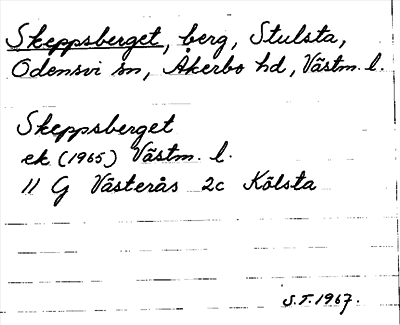 Skeppsberget, berg, Stulsta,
Odensvi sn, Åkerbo hd, Västm. l.
Skeppsberget
ek (1965) Västm. l.
11 G Västerås 2c Kölsta
S.T. 1967.